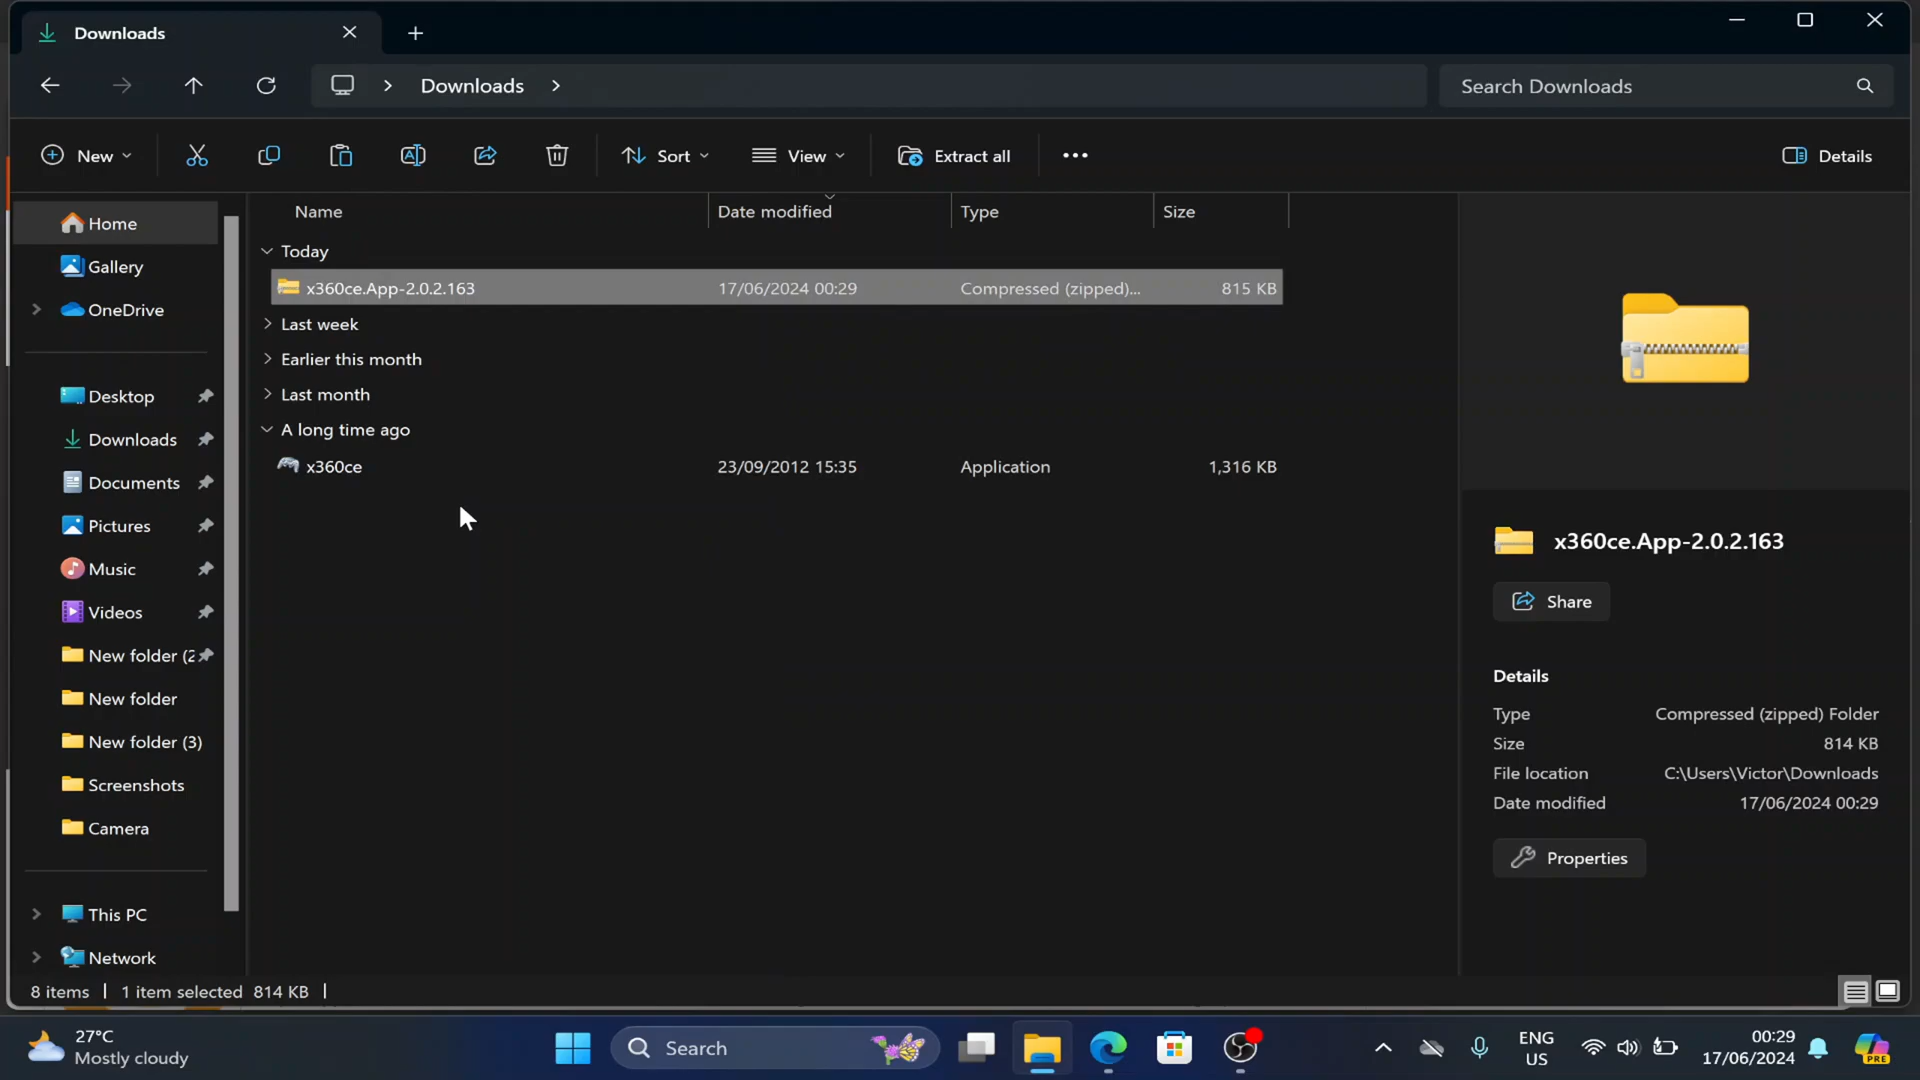 Downloads
Downloads
Search Downloads
New
Sort
View
Extract all
Details
Home
Gallery
OneDrive
Desktop
Downloads
Documents
Pictures
Music
Videos
New folder (2
New folder
New folder (3)
Screenshots
Camera
This PC
Network
Name Date modified Type Size
Today
x360ce.App-2.0.2.163 17/06/2024 00:29 Compressed (zipped)... 815 KB
Last week
Earlier this month
Last month
A long time ago
x360ce 23/09/2012 15:35 Application 1,316 KB
x360ce.App-2.0.2.163
Share
Details
Type Compressed (zipped) Folder
Size 814 KB
File location C:\Users\Victor\Downloads
Date modified 17/06/2024 00:29
Properties
8 items 1 item selected 814 KB
27°C
Mostly cloudy
Search
ENG
US
00:29
17/06/2024
PRE